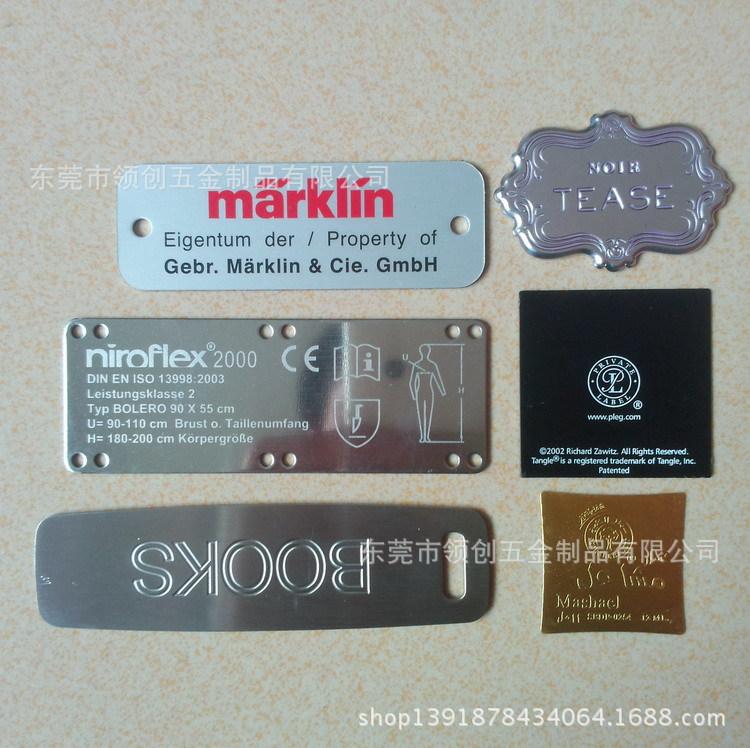 东莞市领创五金制品有限公司
märklin
Eigentum der / Property of
Gebr. Märklin & Cie. GmbH
NOIR
TEASE
niroflex® 2000
DIN EN ISO 13998:2003
Leistungsklasse 2
Typ BOLERO 90 X 55 cm
U= 90-110 cm Brust o. Taillenumfang
H= 180-200 cm Körpergröße
CE
i
U
H
PRIVATE
PL
LABEL
®
www.pleg.com
©2002 Richard Zawitz. All Rights Reserved.
Tangle® is a registered trademark of Tangle, Inc.
Patented
BOOKS
东莞市领创五金制品有限公司
Mashael
12 ML
shop1391878434064.1688.com